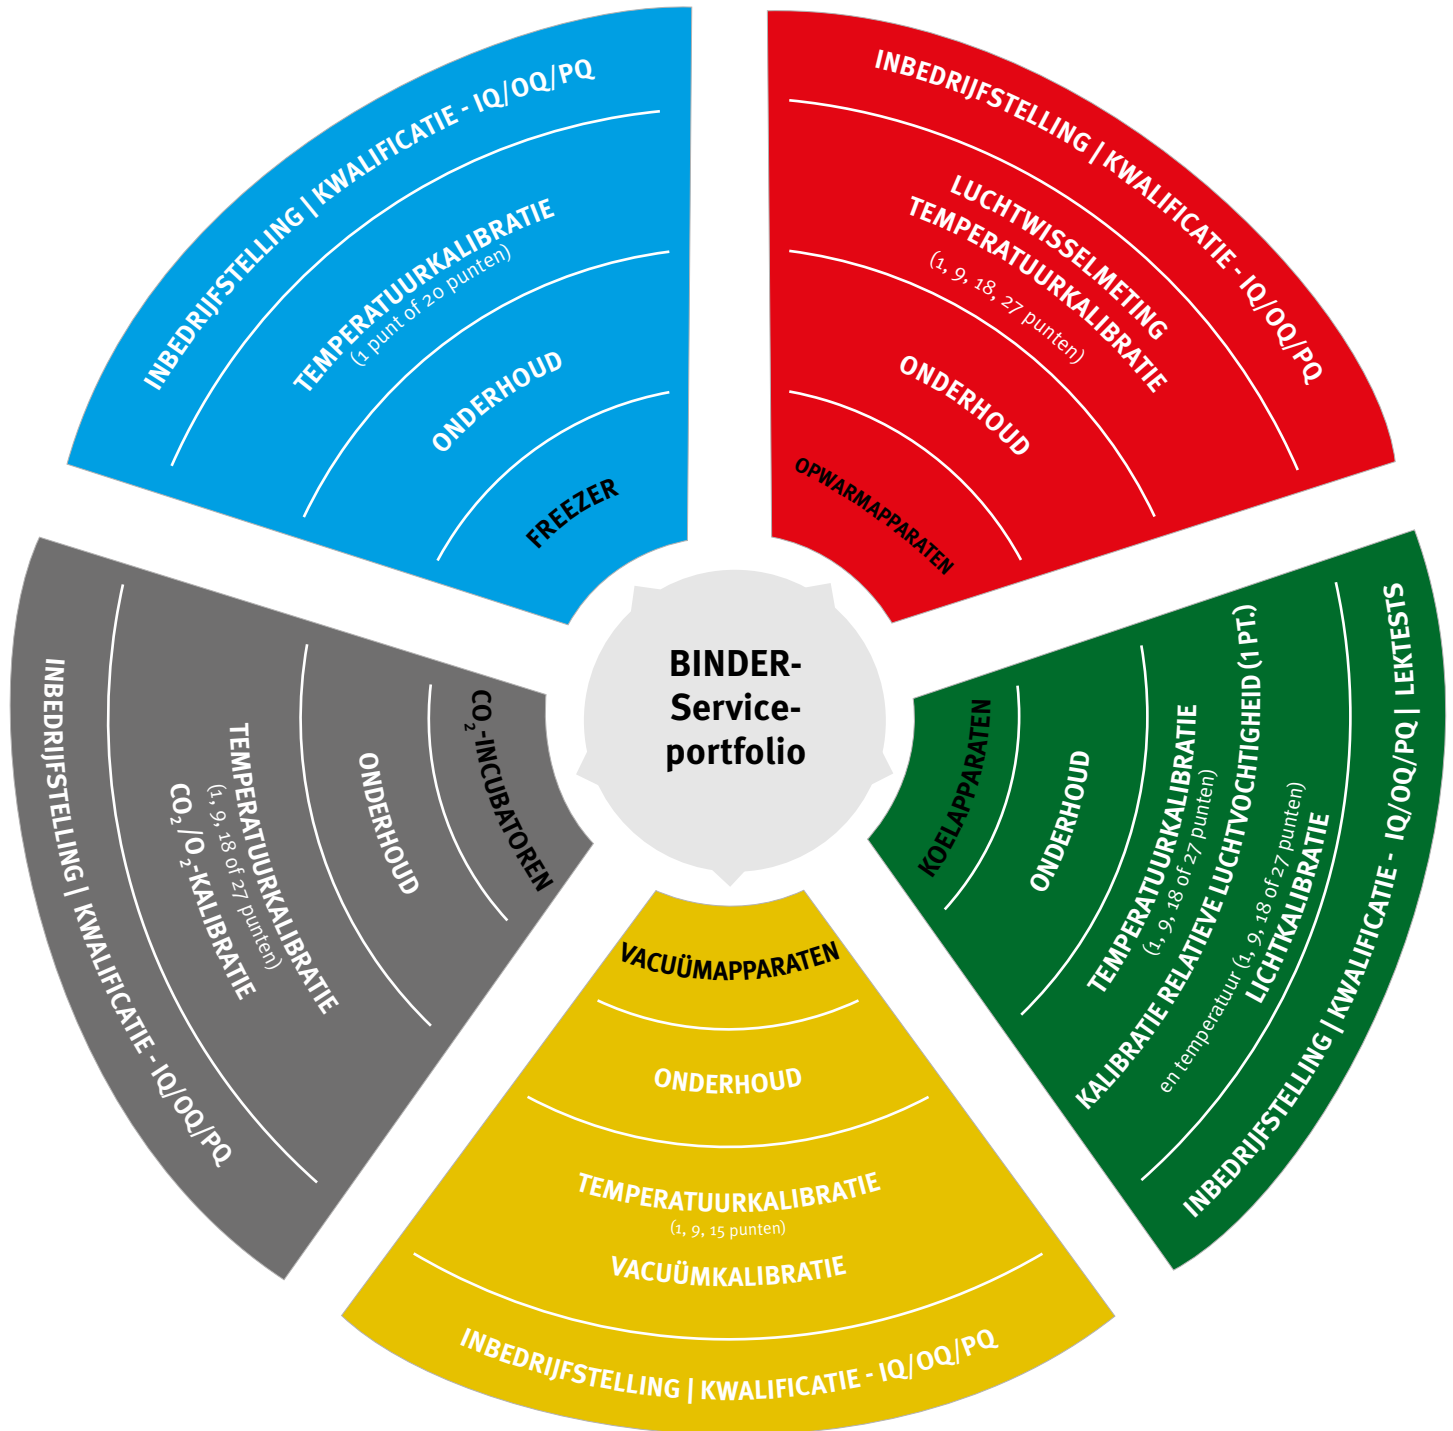 BINDER-
Service-
portfolio
INBEDRIJFSTELLING | KWALIFICATIE - IQ/OQ/PQ
TEMPERATUURKALIBRATIE
(1 punt of 20 punten)
ONDERHOUD
FREEZER
INBEDRIJFSTELLING | KWALIFICATIE - IQ/OQ/PQ
LUCHTWISSELMETING
TEMPERATUURKALIBRATIE
(1, 9, 18, 27 punten)
ONDERHOUD
OPWARMAPPARATEN
KOELAPPARATEN
ONDERHOUD
TEMPERATUURKALIBRATIE
(1, 9, 18 of 27 punten)
KALIBRATIE RELATIEVE LUCHTVOCHTIGHEID (1 PT.)
en temperatuur (1, 9, 18 of 27 punten)
LICHTKALIBRATIE
INBEDRIJFSTELLING | KWALIFICATIE - IQ/OQ/PQ | LEKTESTS
VACUÜMAPPARATEN
ONDERHOUD
TEMPERATUURKALIBRATIE
(1, 9, 15 punten)
VACUÜMKALIBRATIE
INBEDRIJFSTELLING | KWALIFICATIE - IQ/OQ/PQ
CO₂-INCUBATOREN
ONDERHOUD
TEMPERATUURKALIBRATIE
(1, 9, 18 of 27 punten)
CO₂/O₂-KALIBRATIE
INBEDRIJFSTELLING | KWALIFICATIE - IQ/OQ/PQ